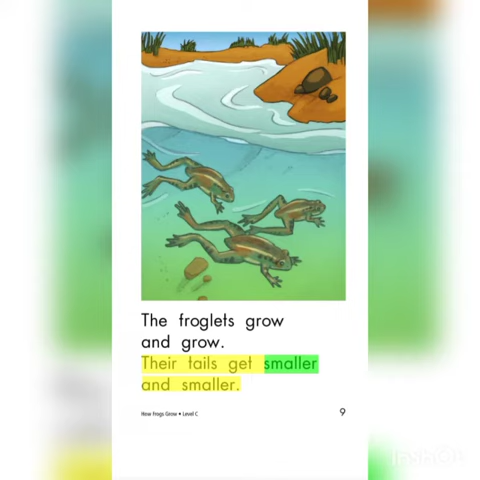 The froglets grow
and grow.
Their tails get smaller
and smaller.
How Frogs Grow • Level C
9